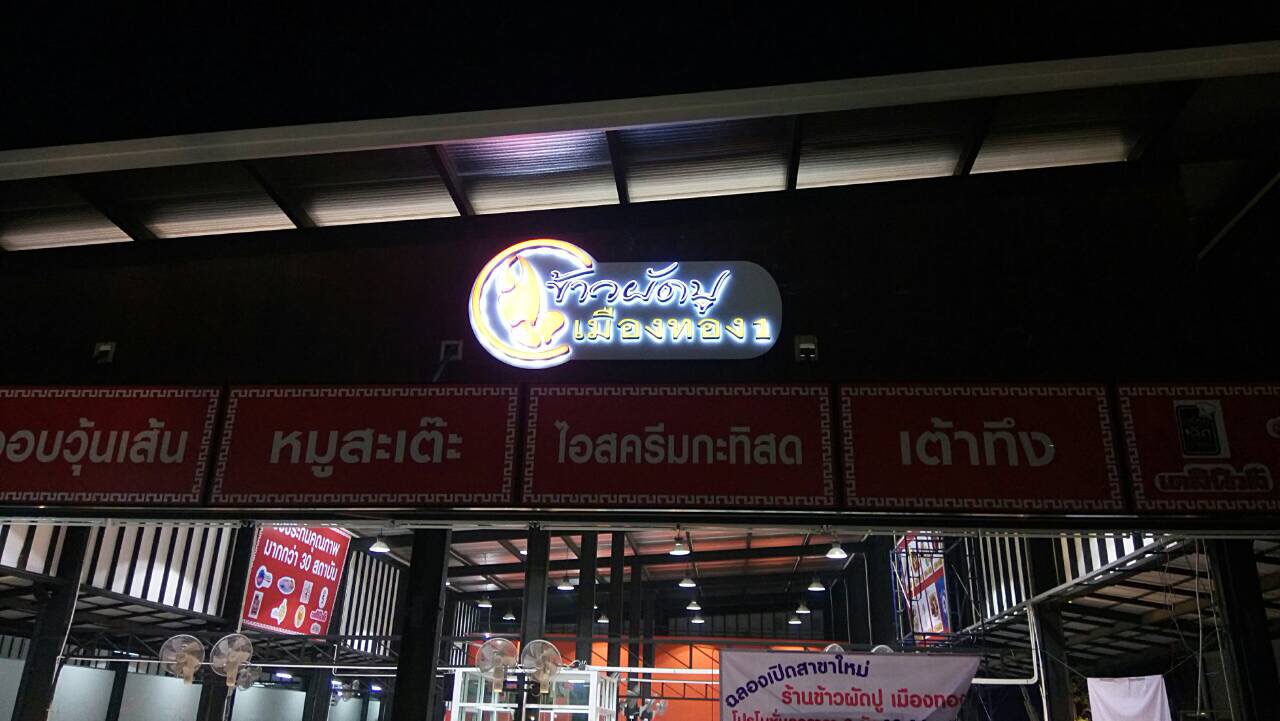 ข้าวผัดปู
เมืองทอง 1
อบวุ้นเส้น
หมูสะเต๊ะ
ไอสครีมกะทิสด
เต้าทึง
มากกว่า 30 สถาบัน
ฉลองเปิดสาขาใหม่
ร้านข้าวผัดปู เมืองทอง